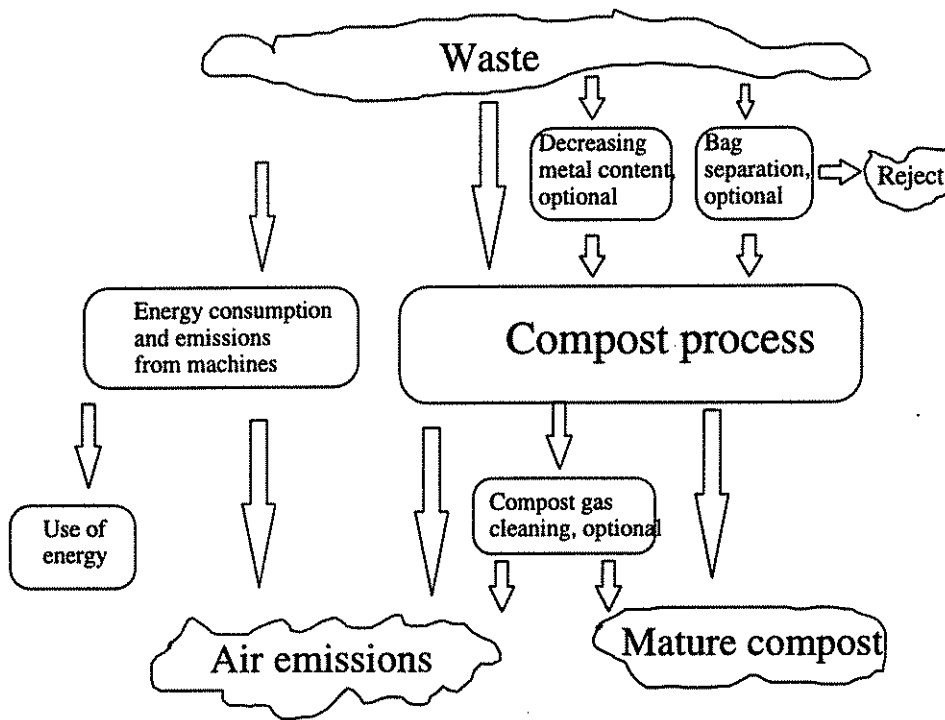 Waste
Decreasing
metal content,
optional
Bag
separation,
optional
Reject
Energy consumption
and emissions
from machines
Compost process
Use of
energy
Compost gas
cleaning, optional
Air emissions
Mature compost